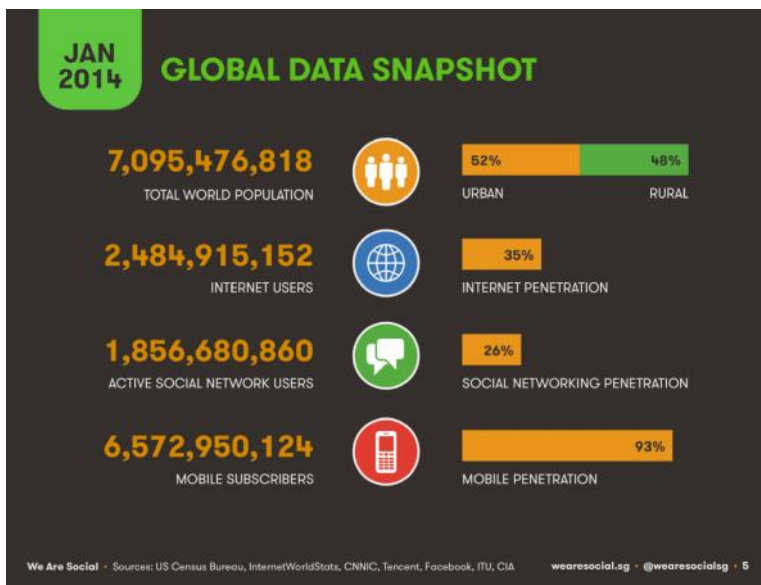 JAN
2014
GLOBAL DATA SNAPSHOT
7,095,476,818
TOTAL WORLD POPULATION
52%
48%
URBAN
RURAL
2,484,915,152
INTERNET USERS
35%
INTERNET PENETRATION
1,856,680,860
ACTIVE SOCIAL NETWORK USERS
26%
SOCIAL NETWORKING PENETRATION
6,572,950,124
MOBILE SUBSCRIBERS
93%
MOBILE PENETRATION
We Are Social • Sources: US Census Bureau, InternetWorldStats, CNNIC, Tencent, Facebook, ITU, CIA
wearesocial.sg • @wearesocialsg • 5